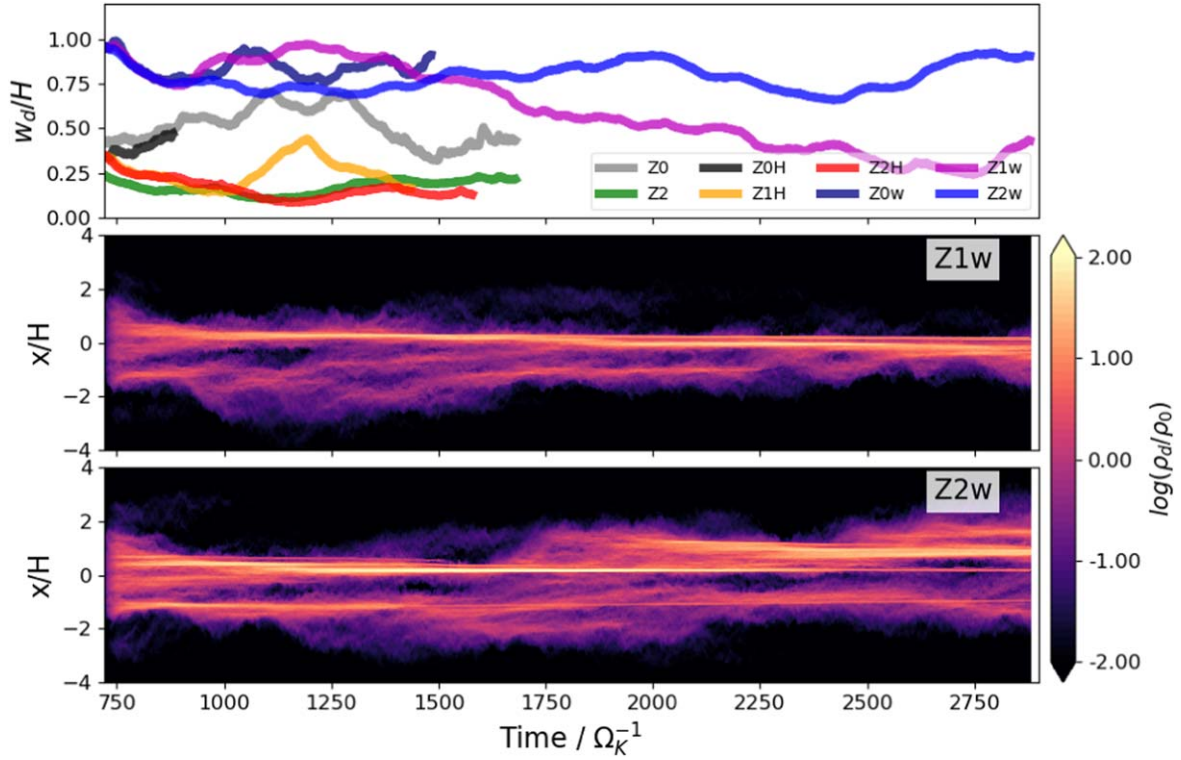 1.00
0.75
0.50
0.25
0.00
w_d/H
Z0 Z0H Z2H Z1w
Z2 Z1H Z0w Z2w
4
2
0
−2
−4
x/H
Z1w
4
2
0
−2
−4
x/H
Z2w
750 1000 1250 1500 1750 2000 2250 2500 2750
Time / Ω_K^{-1}
2.00
1.00
0.00
-1.00
-2.00
log(ρ_d/ρ_0)